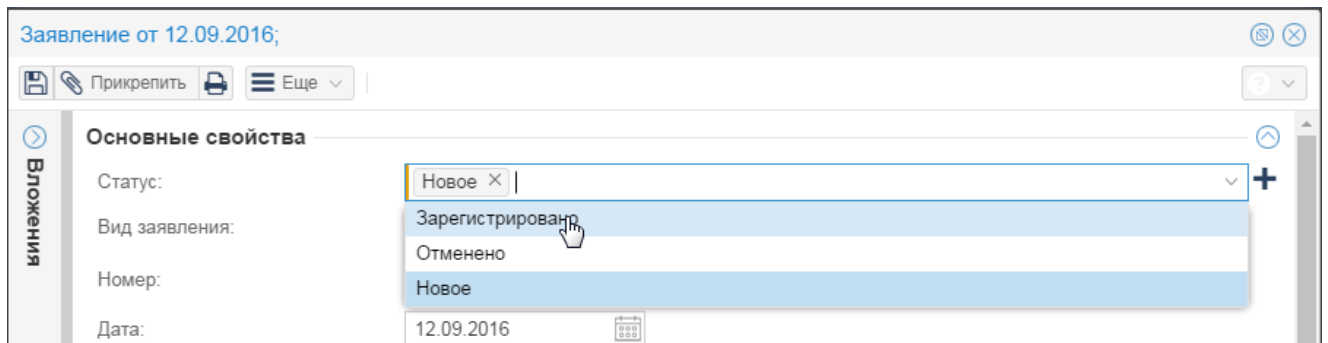 Заявление от 12.09.2016;
Прикрепить Еще ?
Вложения
Основные свойства
Статус: Новое
Зарегистрировано
Вид заявления:
Отменено
Номер: Новое
Дата: 12.09.2016